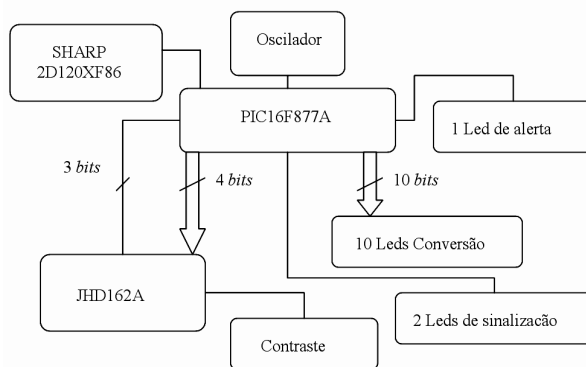 SHARP
2D120XF86
Oscilador
PIC16F877A
1 Led de alerta
3 bits
4 bits
10 bits
10 Leds Conversão
JHD162A
2 Leds de sinalizacão
Contraste